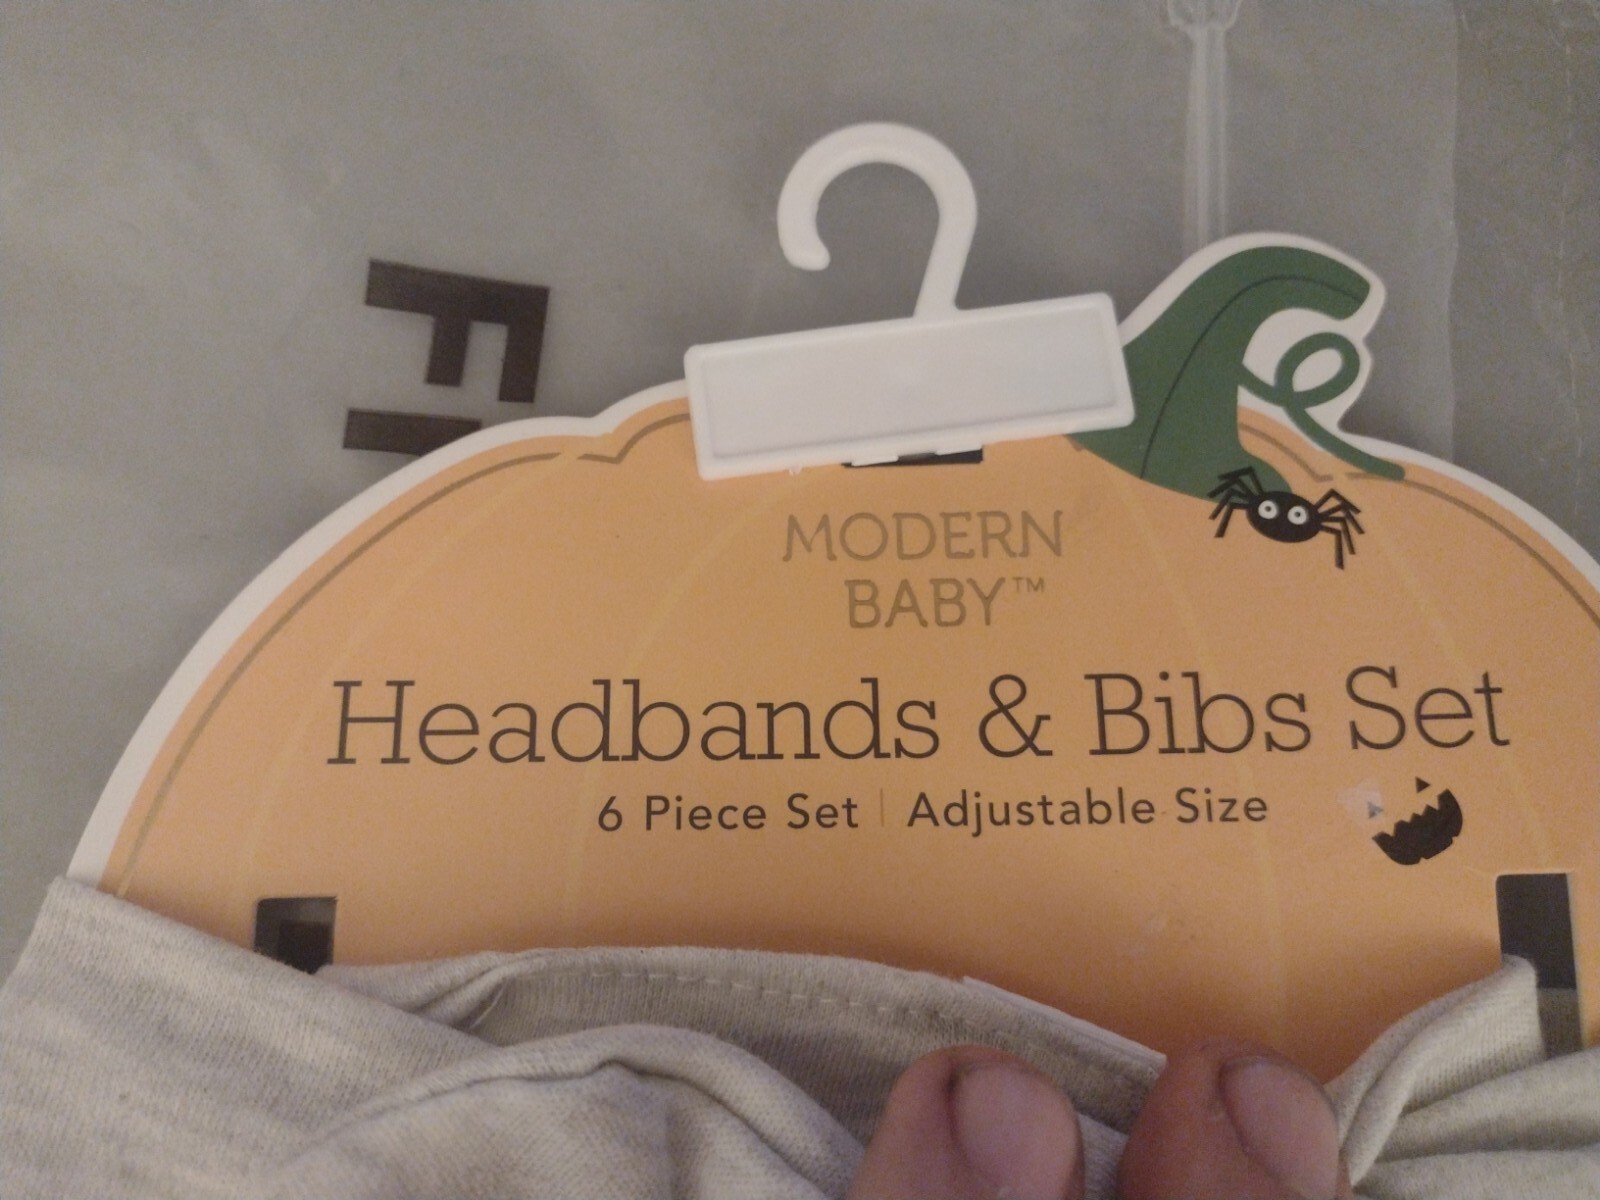 MODERN
BABY™
Headbands & Bibs Set
6 Piece Set | Adjustable Size